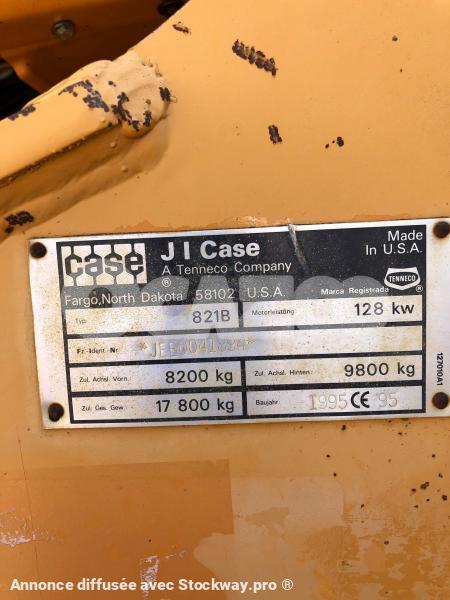 case
®
J I Case
A Tenneco Company
Made
In U.S.A.
TENNECO
Fargo,North Dakota 58102 U.S.A. Marca Registrada ®
Typ 821B Motorleistung 128 kw
Fz-Ident-Nr
Zul. Achsl. Vorn. 8200 kg Zul. Achsl. Hinten: 9800 kg
Zul. Ges. Gew. 17 800 kg Baujahr: 1995 CE 95
127010A1
Annonce diffusée avec Stockway.pro ®